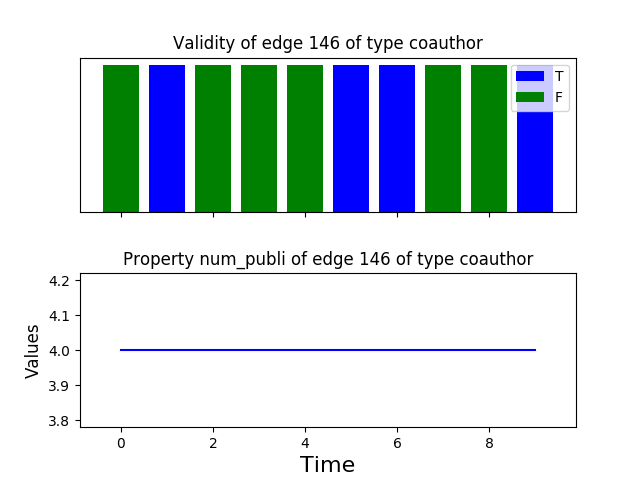 Validity of edge 146 of type coauthor
T
F
Property num_publi of edge 146 of type coauthor
4.2
4.1
4.0
3.9
3.8
Values
0 2 4 6 8
Time